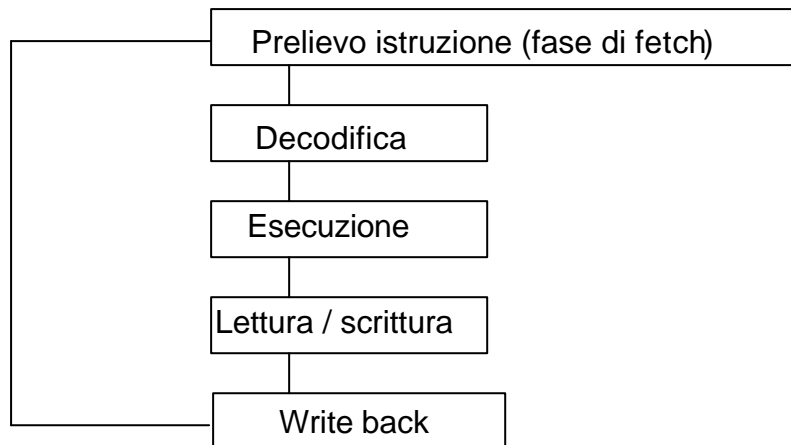 Prelievo istruzione (fase di fetch)
Decodifica
Esecuzione
Lettura / scrittura
Write back